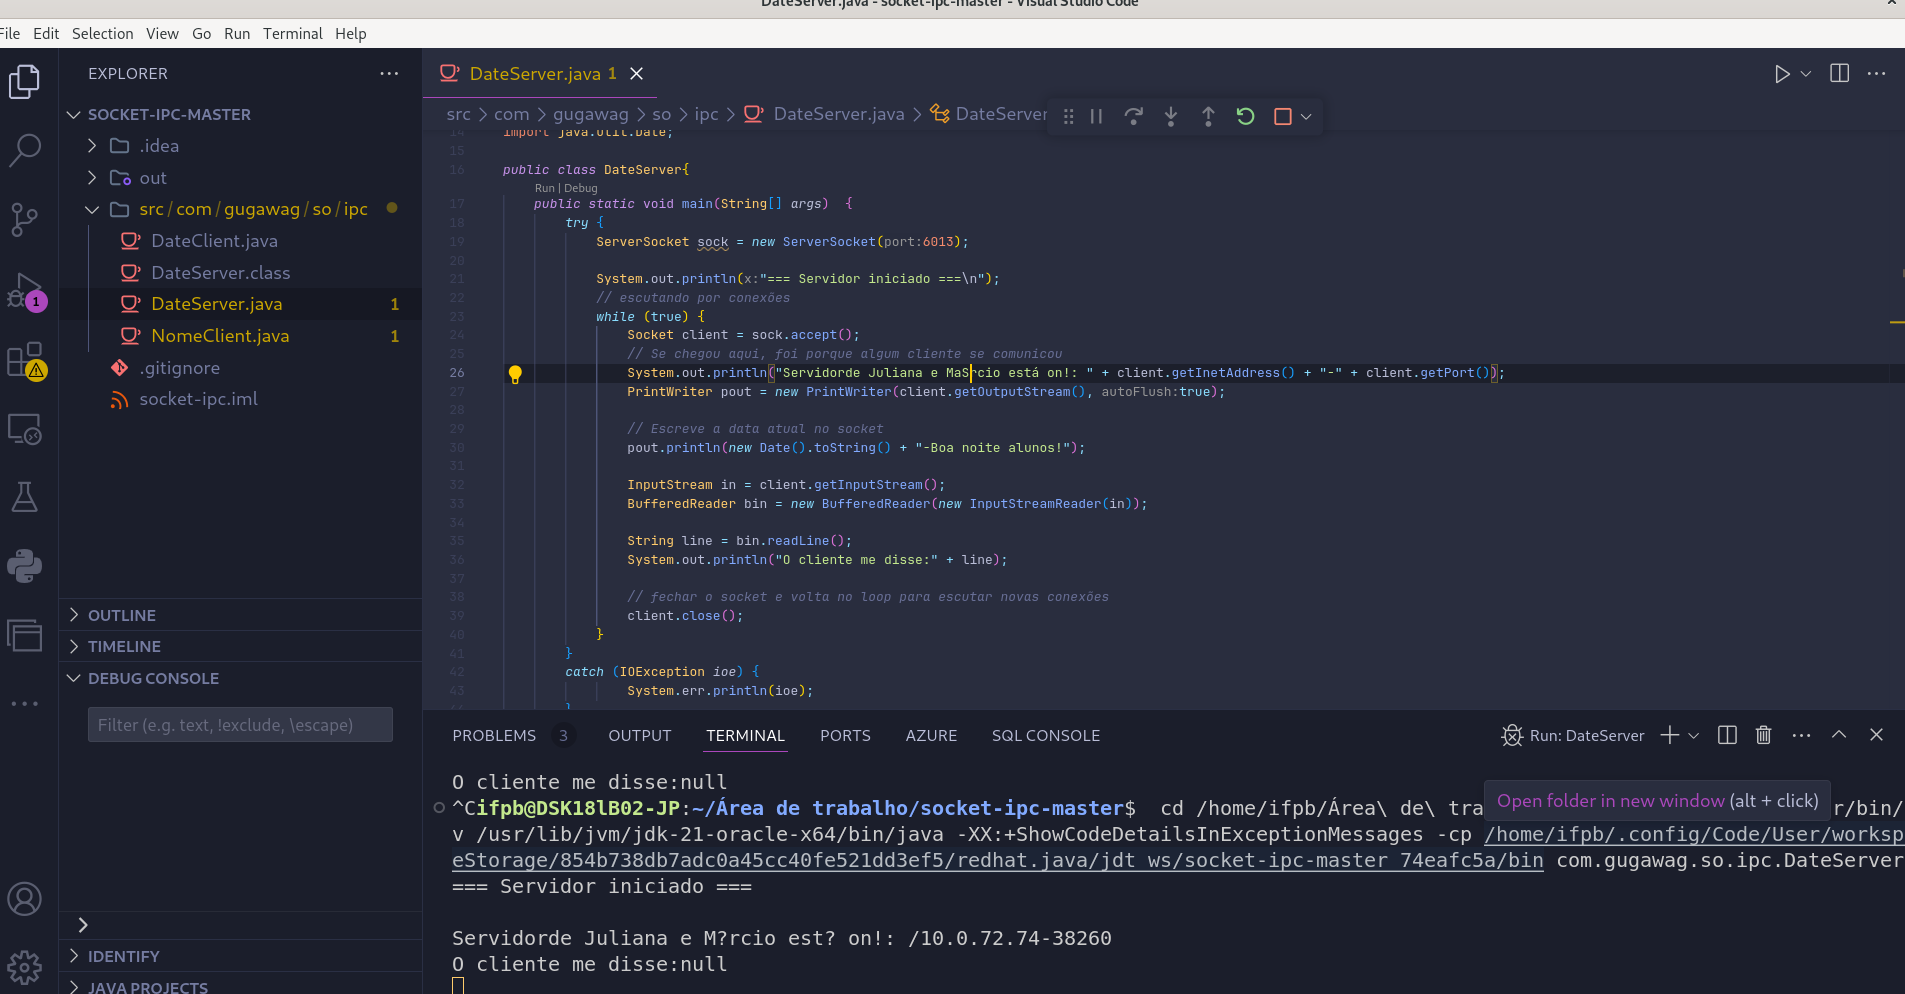 DateServer.java - socket-ipc-master - Visual Studio Code
File Edit Selection View Go Run Terminal Help
EXPLORER
SOCKET-IPC-MASTER
.idea
out
src/com/gugawag/so/ipc
DateClient.java
DateServer.class
DateServer.java 1
NomeClient.java 1
.gitignore
socket-ipc.iml
1
OUTLINE
TIMELINE
DEBUG CONSOLE
Filter (e.g. text, !exclude, \escape)
IDENTIFY
JAVA PROJECTS
DateServer.java 1
src > com > gugawag > so > ipc > DateServer.java > DateServer
14 import java.util.Date;
15
16 public class DateServer{
Run | Debug
17 public static void main(String[] args)  {
18 try {
19 ServerSocket sock = new ServerSocket(port:6013);
20
21 System.out.println(x:"=== Servidor iniciado ===\n");
22 // escutando por conexões
23 while (true) {
24 Socket client = sock.accept();
25 // Se chegou aqui, foi porque algum cliente se comunicou
26 System.out.println("Servidorde Juliana e MaSrcio está on!: " + client.getInetAddress() + "-" + client.getPort());
27 PrintWriter pout = new PrintWriter(client.getOutputStream(), autoFlush:true);
28
29 // Escreve a data atual no socket
30 pout.println(new Date().toString() + "-Boa noite alunos!");
31
32 InputStream in = client.getInputStream();
33 BufferedReader bin = new BufferedReader(new InputStreamReader(in));
34
35 String line = bin.readLine();
36 System.out.println("O cliente me disse:" + line);
37
38 // fechar o socket e volta no loop para escutar novas conexões
39 client.close();
40 }
41 }
42 catch (IOException ioe) {
43 System.err.println(ioe);
44 }
PROBLEMS 3 OUTPUT TERMINAL PORTS AZURE SQL CONSOLE
Run: DateServer
O cliente me disse:null
^Cifpb@DSK18lB02-JP:~/Área de trabalho/socket-ipc-master$  cd /home/ifpb/Área\ de\ tra
r/bin/
Open folder in new window (alt + click)
v /usr/lib/jvm/jdk-21-oracle-x64/bin/java -XX:+ShowCodeDetailsInExceptionMessages -cp /home/ifpb/.config/Code/User/worksp
eStorage/854b738db7adc0a45cc40fe521dd3ef5/redhat.java/jdt_ws/socket-ipc-master_74eafc5a/bin com.gugawag.so.ipc.DateServer
=== Servidor iniciado ===
Servidorde Juliana e M?rcio est? on!: /10.0.72.74-38260
O cliente me disse:null